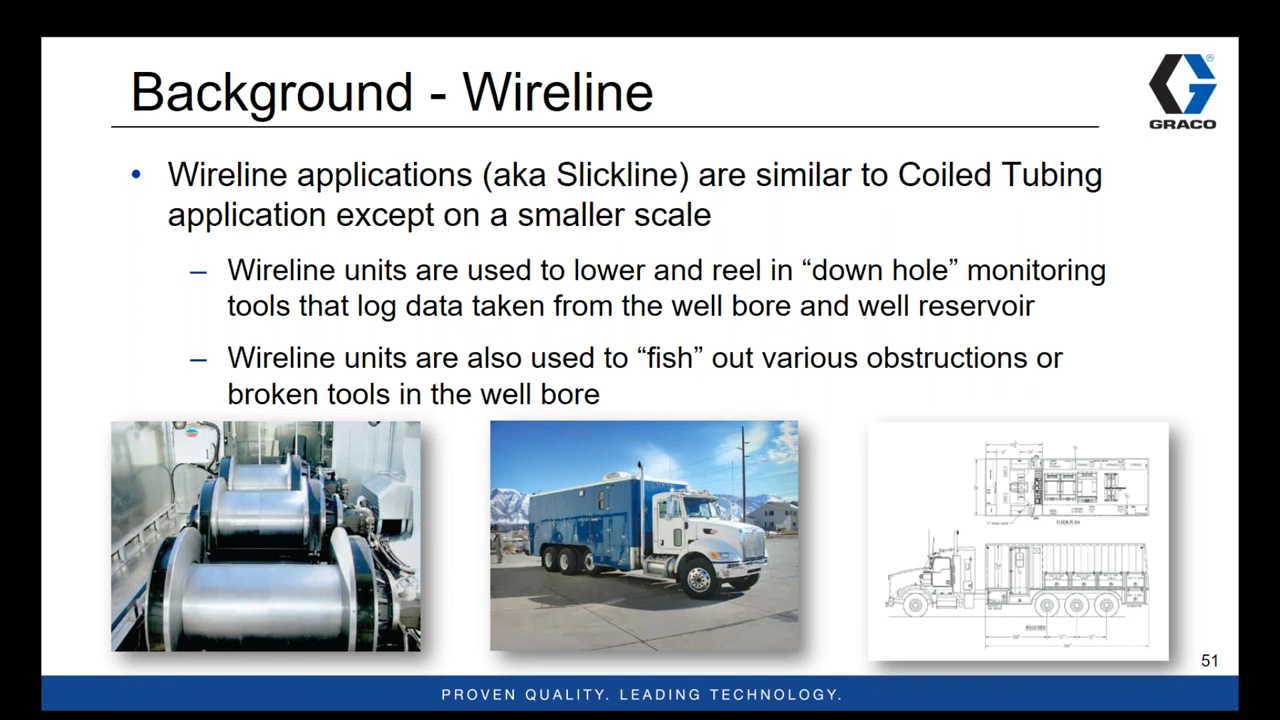 Background - Wireline
GRACO
®
• Wireline applications (aka Slickline) are similar to Coiled Tubing
application except on a smaller scale
– Wireline units are used to lower and reel in “down hole” monitoring
tools that log data taken from the well bore and well reservoir
– Wireline units are also used to “fish” out various obstructions or
broken tools in the well bore
FLOOR PLAN
51
PROVEN QUALITY. LEADING TECHNOLOGY.